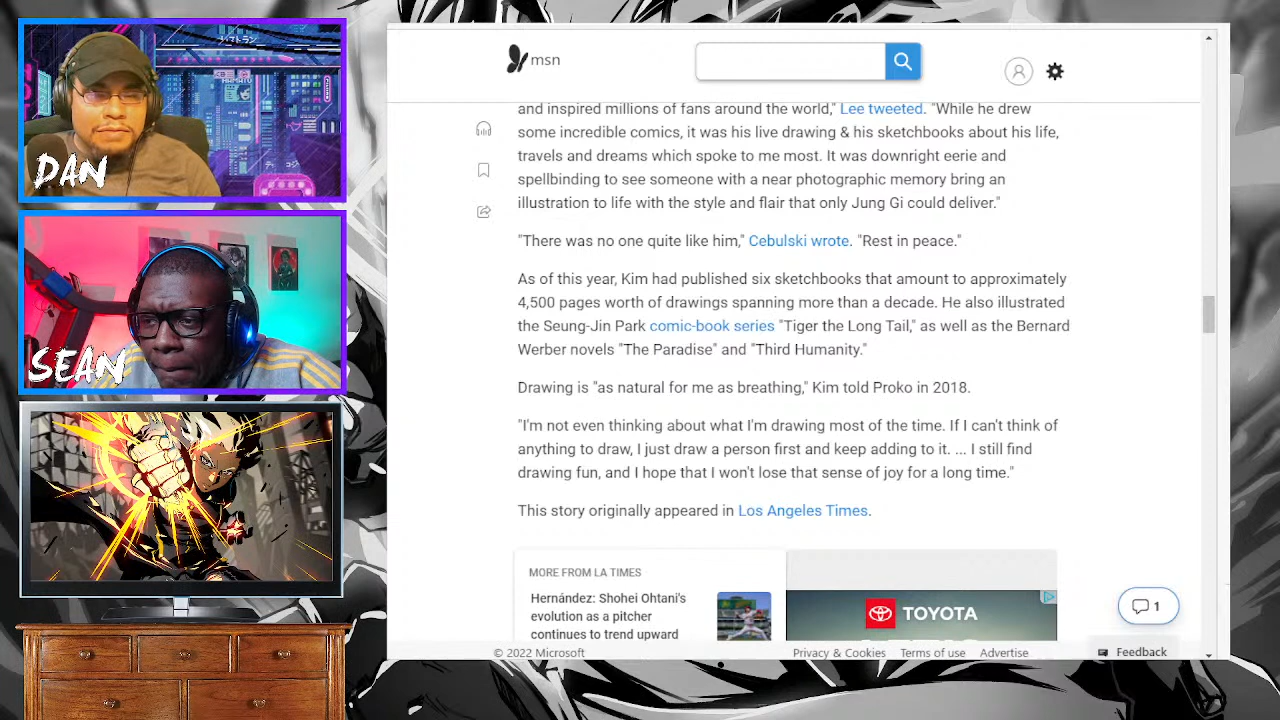 DAN
SEAN
msn
and inspired millions of fans around the world," Lee tweeted. "While he drew
some incredible comics, it was his live drawing & his sketchbooks about his life,
travels and dreams which spoke to me most. It was downright eerie and
spellbinding to see someone with a near photographic memory bring an
illustration to life with the style and flair that only Jung Gi could deliver."
"There was no one quite like him," Cebulski wrote. "Rest in peace."
As of this year, Kim had published six sketchbooks that amount to approximately
4,500 pages worth of drawings spanning more than a decade. He also illustrated
the Seung-Jin Park comic-book series "Tiger the Long Tail," as well as the Bernard
Werber novels "The Paradise" and "Third Humanity."
Drawing is "as natural for me as breathing," Kim told Proko in 2018.
"I'm not even thinking about what I'm drawing most of the time. If I can't think of
anything to draw, I just draw a person first and keep adding to it. ... I still find
drawing fun, and I hope that I won't lose that sense of joy for a long time."
This story originally appeared in Los Angeles Times.
MORE FROM LA TIMES
Hernández: Shohei Ohtani's
evolution as a pitcher
continues to trend upward
TOYOTA
1
© 2022 Microsoft
Privacy & Cookies
Terms of use
Advertise
Feedback